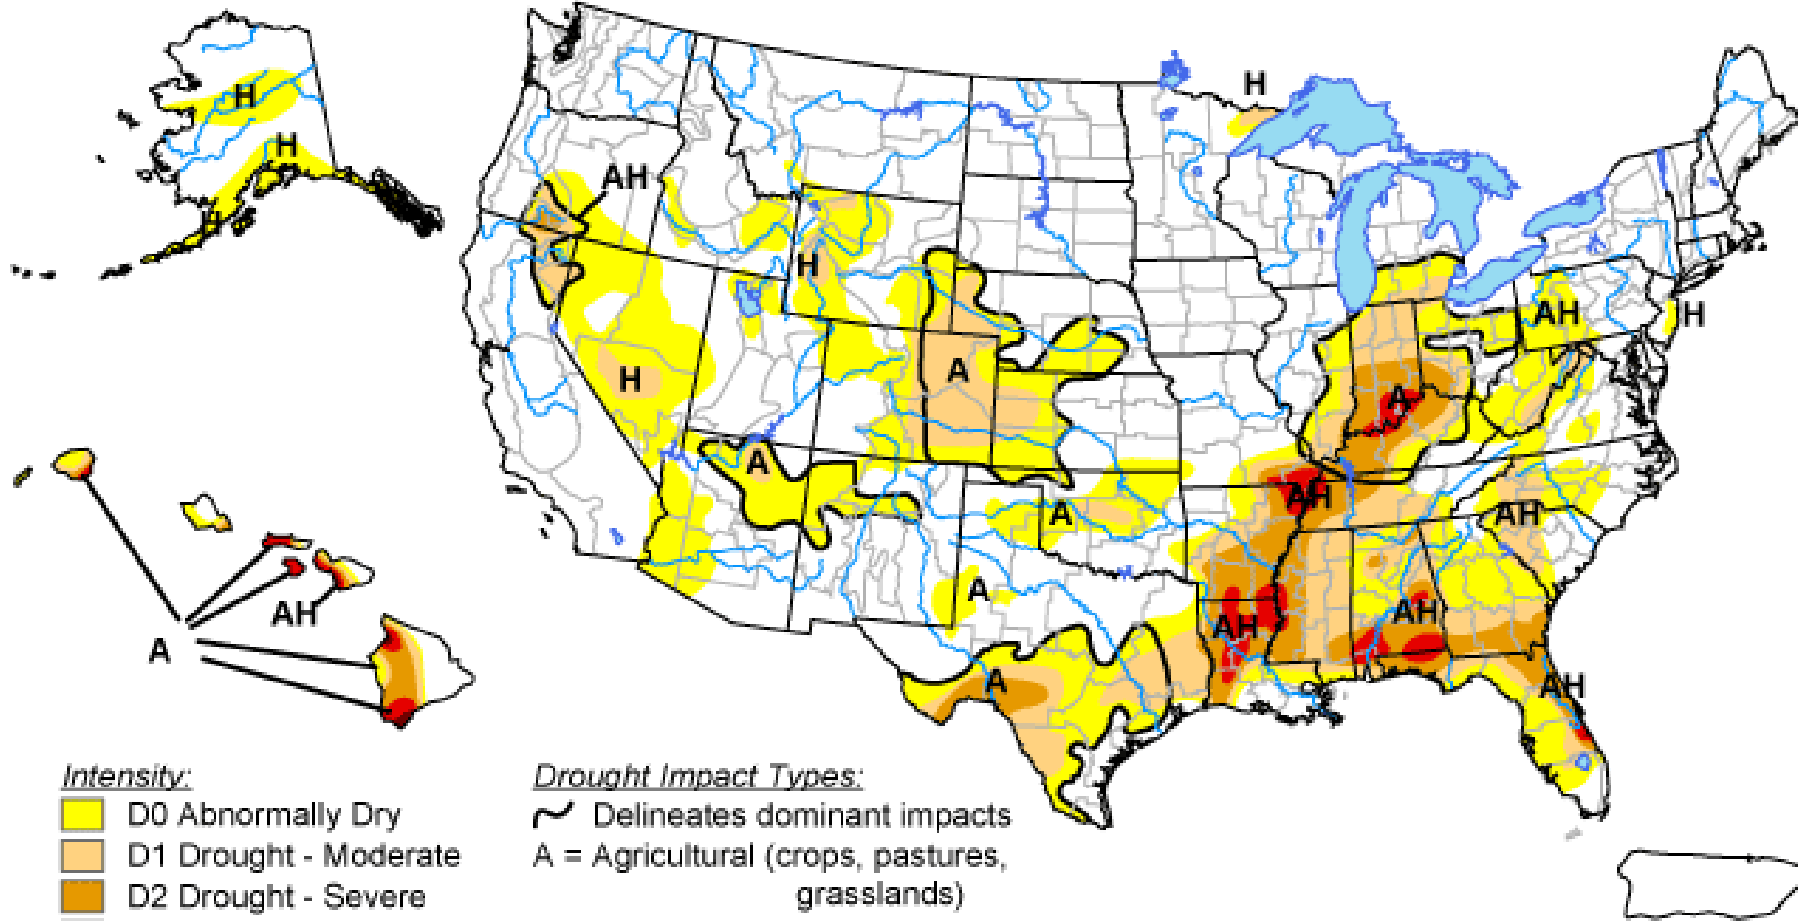 H
H
H
H
AH
H
H
A
A
A
A
A
H
AH
H
A
AH
AH
AH
AH
AH
A
AH
Intensity:
D0 Abnormally Dry
D1 Drought - Moderate
D2 Drought - Severe
Drought Impact Types:
Delineates dominant impacts
A = Agricultural (crops, pastures,
grasslands)